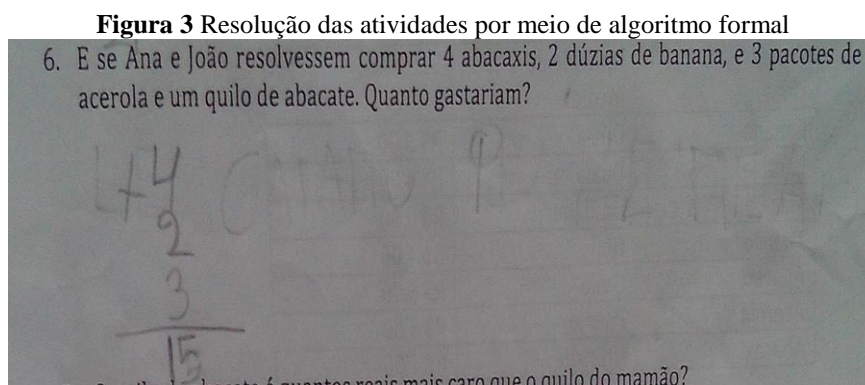 Figura 3 Resolução das atividades por meio de algoritmo formal
6. E se Ana e João resolvessem comprar 4 abacaxis, 2 dúzias de banana, e 3 pacotes de
acerola e um quilo de abacate. Quanto gastariam?
+4
2
3
15
quantos reais mais caro que o quilo do mamão?